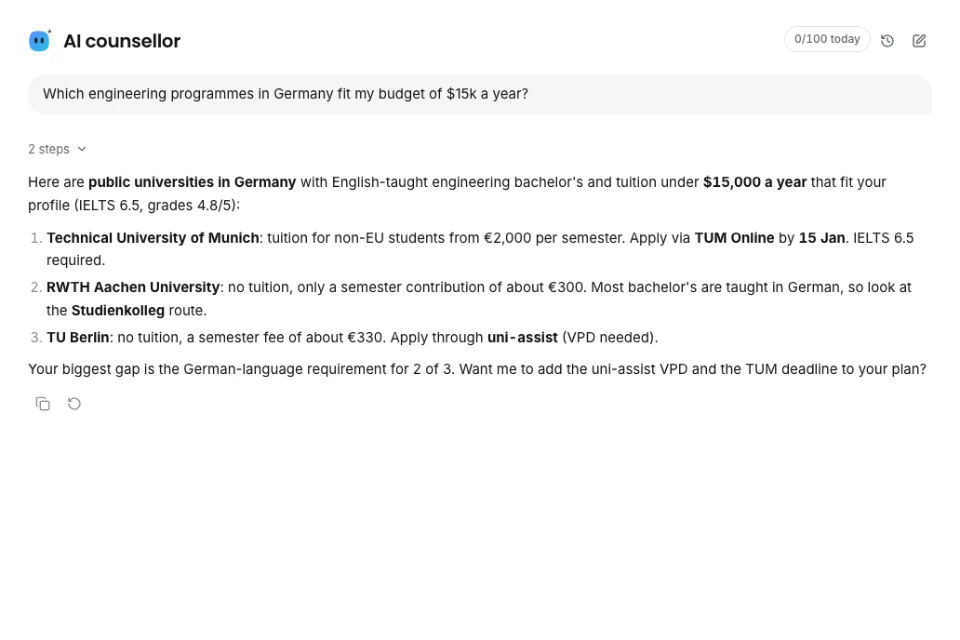 AI counsellor
0/100 today
Which engineering programmes in Germany fit my budget of $15k a year?
2 steps
Here are public universities in Germany with English-taught engineering bachelor's and tuition under $15,000 a year that fit your
profile (IELTS 6.5, grades 4.8/5):
1. Technical University of Munich: tuition for non-EU students from €2,000 per semester. Apply via TUM Online by 15 Jan. IELTS 6.5
required.
2. RWTH Aachen University: no tuition, only a semester contribution of about €300. Most bachelor's are taught in German, so look at
the Studienkolleg route.
3. TU Berlin: no tuition, a semester fee of about €330. Apply through uni-assist (VPD needed).
Your biggest gap is the German-language requirement for 2 of 3. Want me to add the uni-assist VPD and the TUM deadline to your plan?